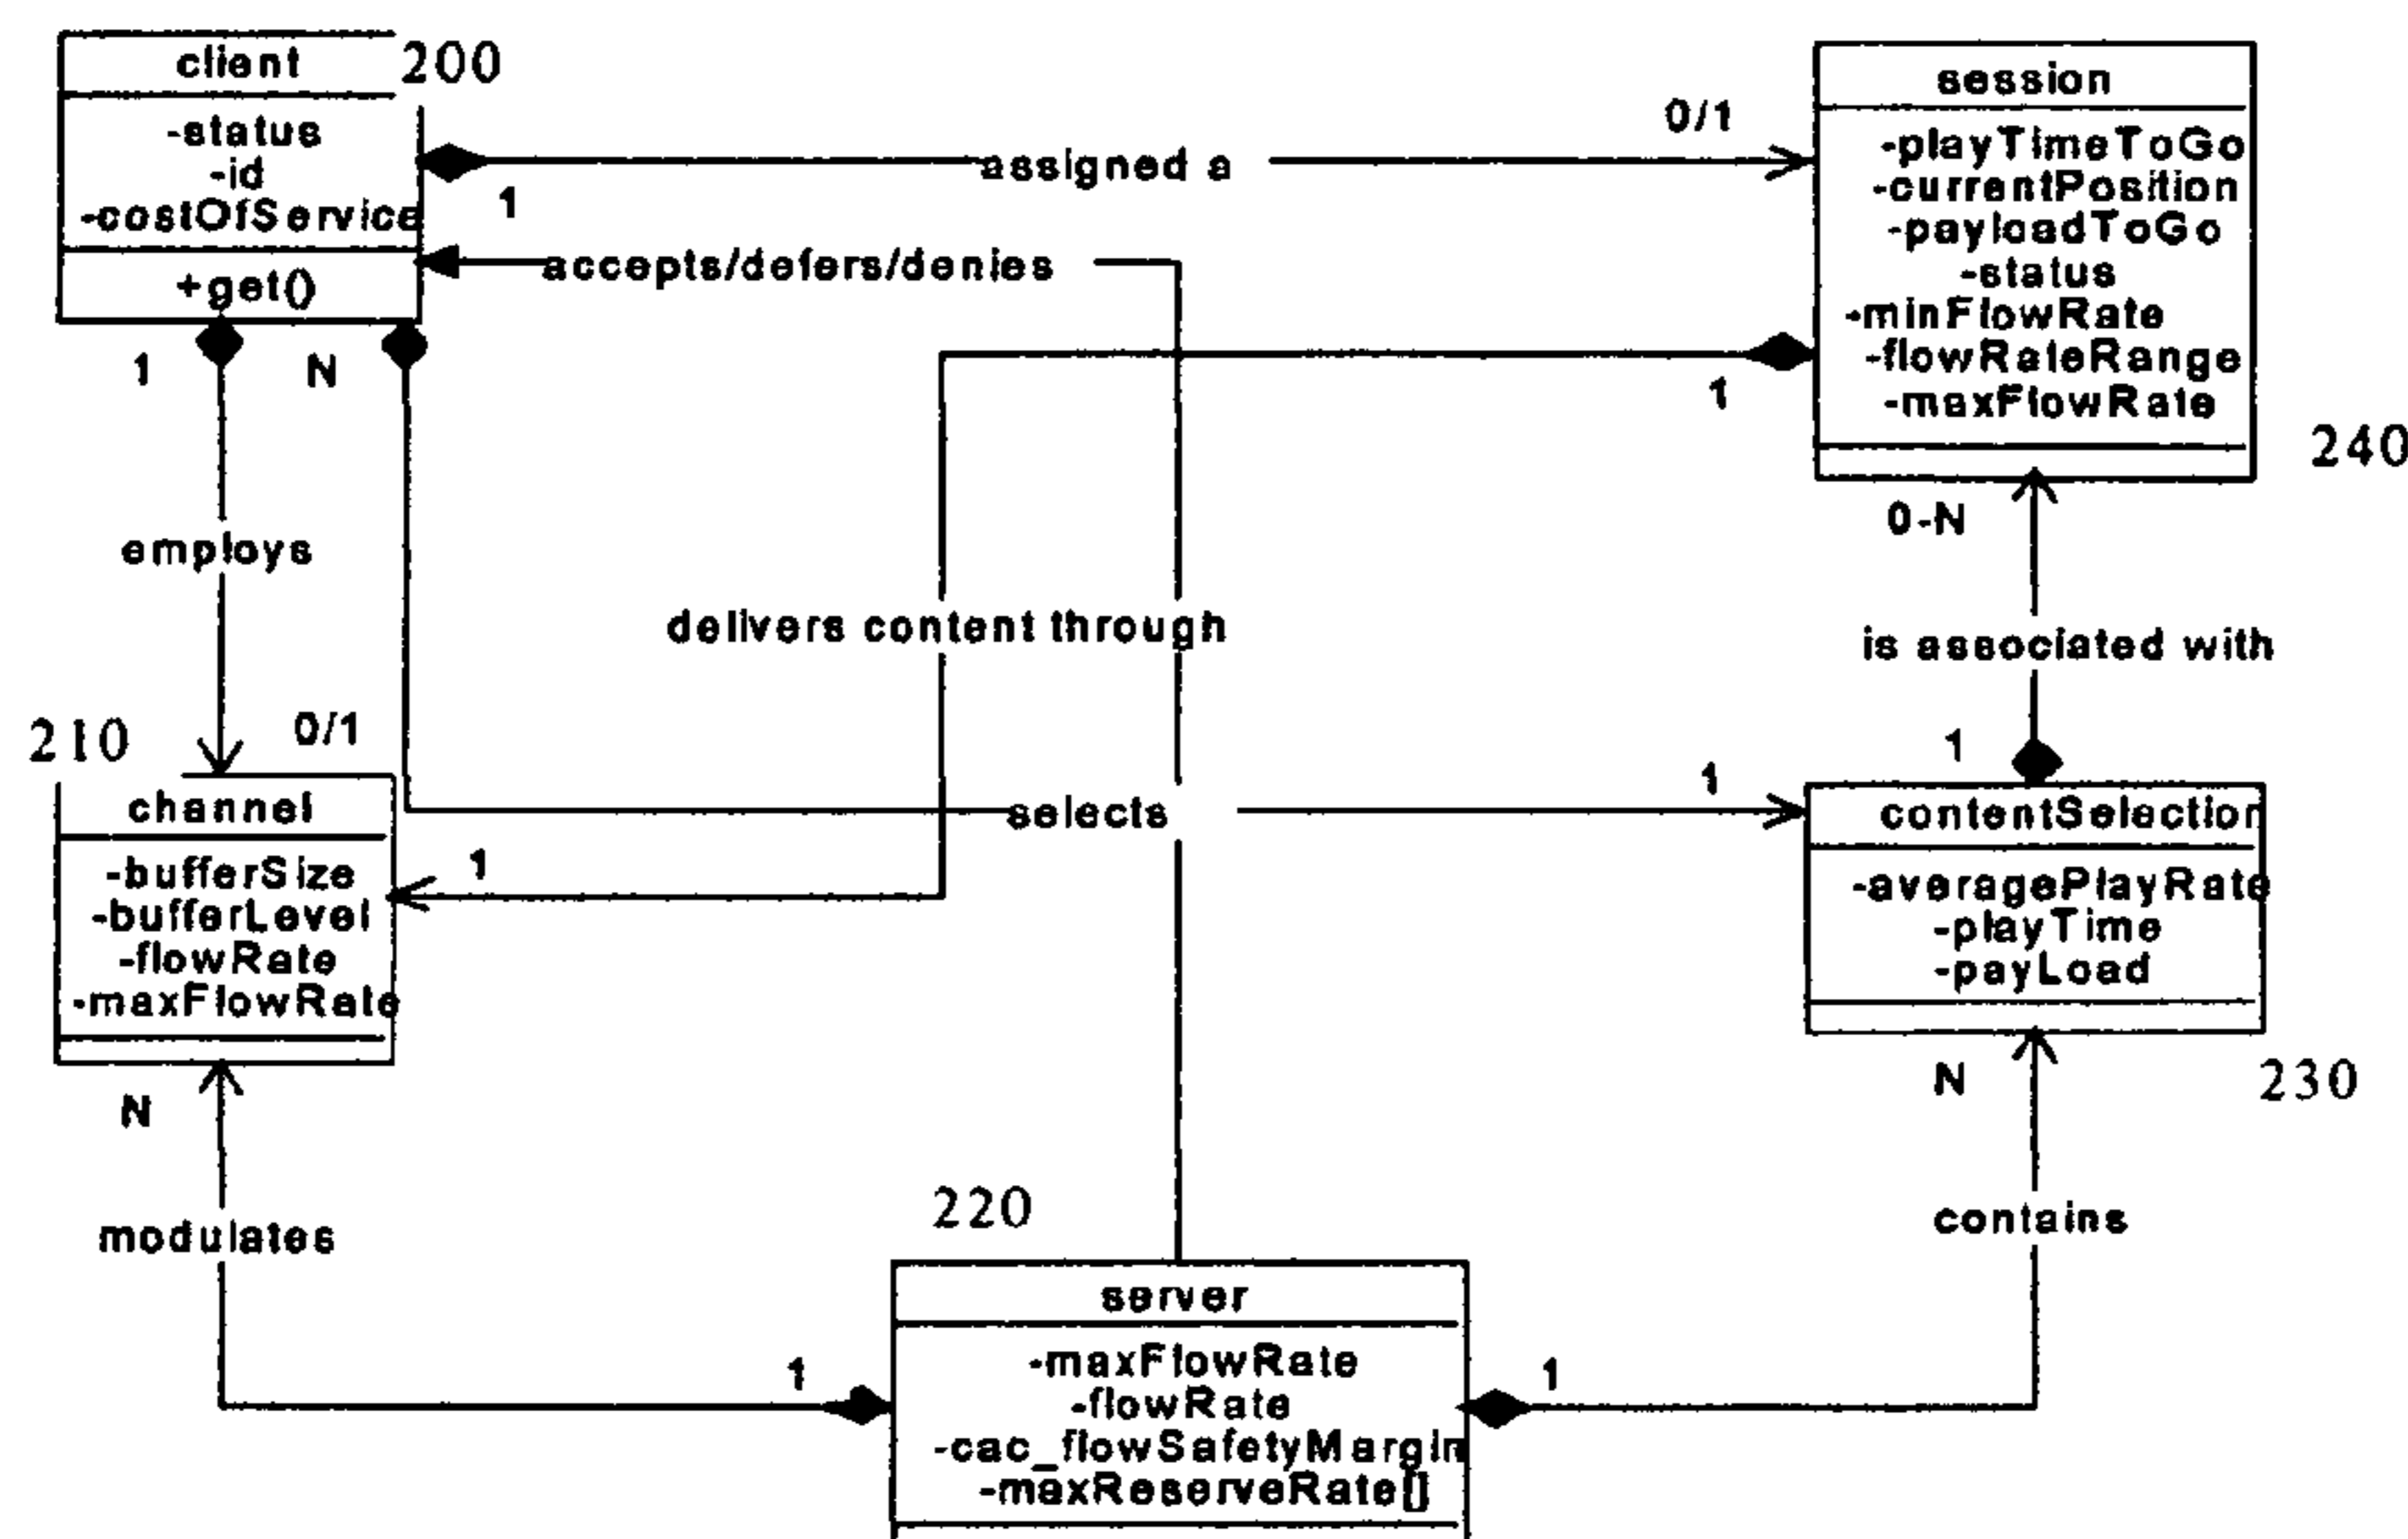 client
200
-status
-id
-costOfService
+get()
session
-playTimeToGo
-currentPosition
-payloadToGo
-status
-minFlowRate
-flowRateRange
-maxFlowRate
240
1
assigned a
0/1
accepts/defers/denies
1
N
1
employs
delivers content through
0-N
is associated with
1
210
0/1
channel
-bufferSize
-bufferLevel
-flowRate
-maxFlowRate
1
selects
1
contentSelection
-averagePlayRate
-playTime
-payLoad
230
N
N
modulates
contains
220
server
-maxFlowRate
-flowRate
-cac_flowSafetyMargin
-maxReserveRate[]
1
1